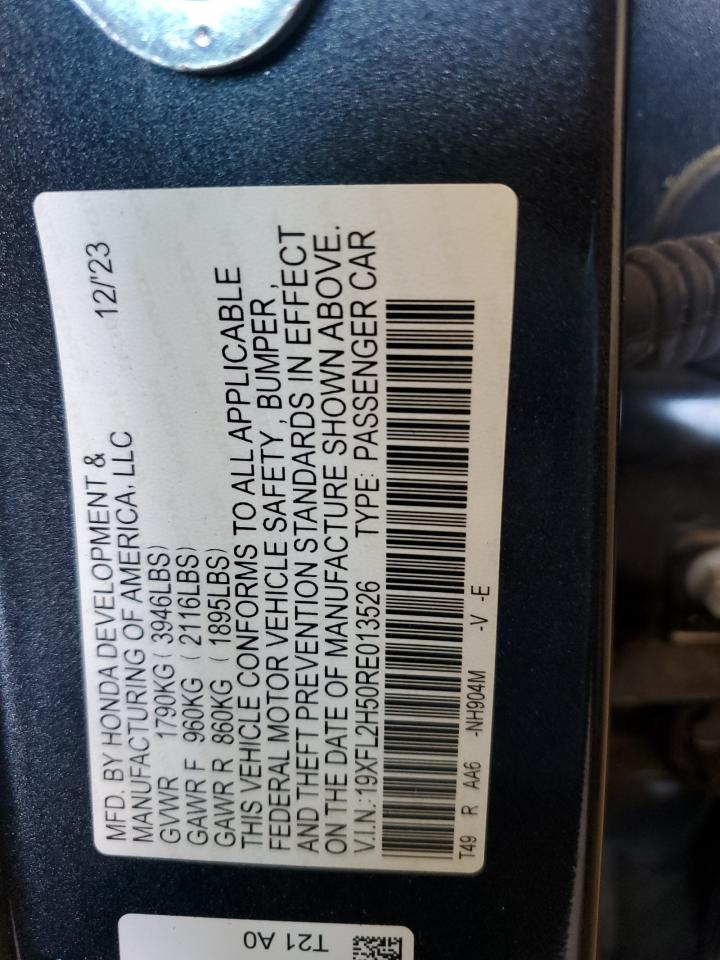 MFD. BY HONDA DEVELOPMENT & 12/'23
MANUFACTURING OF AMERICA, LLC
GVWR 1790KG ( 3946LBS)
GAWR F 960KG ( 2116LBS)
GAWR R 860KG ( 1895LBS)
THIS VEHICLE CONFORMS TO ALL APPLICABLE
FEDERAL MOTOR VEHICLE SAFETY, BUMPER,
AND THEFT PREVENTION STANDARDS IN EFFECT
ON THE DATE OF MANUFACTURE SHOWN ABOVE.
V.I.N.:19XFL2H50RE013526 TYPE: PASSENGER CAR
T49 R AA6 -NH904M -V -E
T21 A0